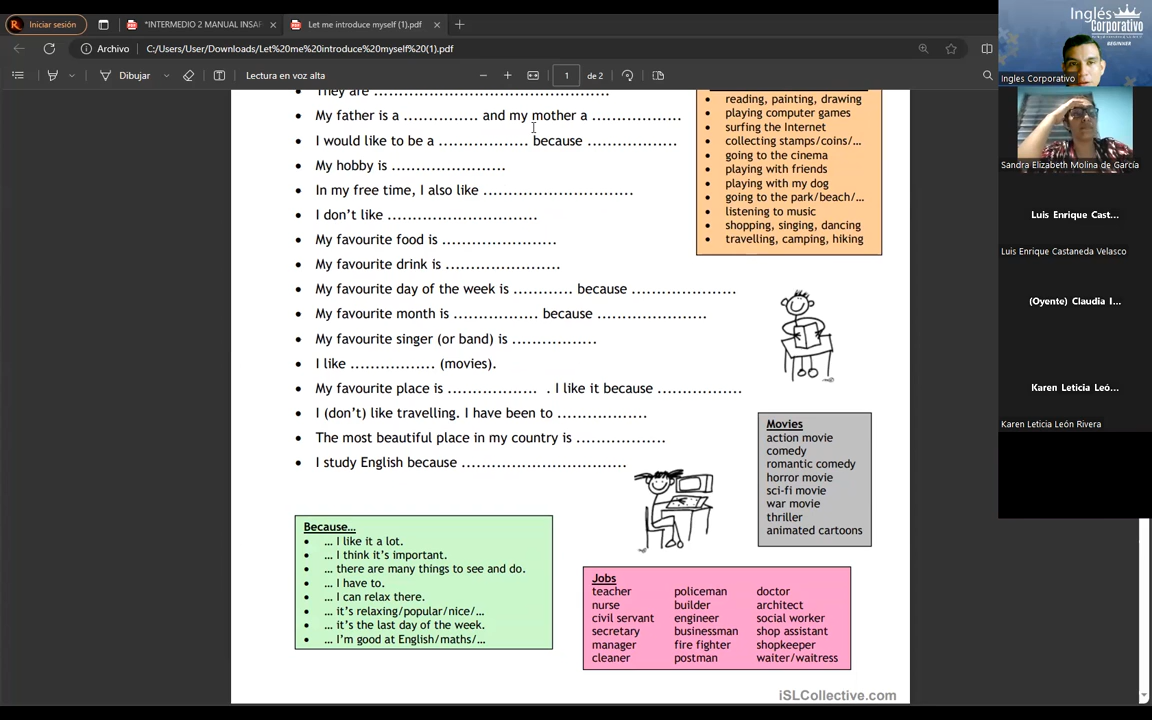 Iniciar sesión
*INTERMEDIO 2 MANUAL INSAF
Let me introduce myself (1).pdf
Archivo
C:/Users/User/Downloads/Let%20me%20introduce%20myself%20(1).pdf
Dibujar
Lectura en voz alta
1
de 2
They are ……………………………………
My father is a …………… and my mother a ………………
I would like to be a ……………… because ………………
My hobby is …………………
In my free time, I also like …………………………
I don't like …………………………
My favourite food is …………………
My favourite drink is …………………
My favourite day of the week is ………… because …………………
My favourite month is …………… because …………………
My favourite singer (or band) is ……………
I like …………… (movies).
My favourite place is ……………… . I like it because ……………
I (don't) like travelling. I have been to ………………
The most beautiful place in my country is ………………
I study English because ……………………………
reading, painting, drawing
playing computer games
surfing the Internet
collecting stamps/coins/…
going to the cinema
playing with friends
playing with my dog
going to the park/beach/…
listening to music
shopping, singing, dancing
travelling, camping, hiking
Movies
action movie
comedy
romantic comedy
horror movie
sci-fi movie
war movie
thriller
animated cartoons
Because…
… I like it a lot.
… I think it's important.
… there are many things to see and do.
… I have to.
… I can relax there.
… it's relaxing/popular/nice/…
… it's the last day of the week.
… I'm good at English/maths/…
Jobs
teacher
nurse
civil servant
secretary
manager
cleaner
policeman
builder
engineer
businessman
fire fighter
postman
doctor
architect
social worker
shop assistant
shopkeeper
waiter/waitress
iSLCollective.com
Inglés
Corporativo
BEGINNER
Ingles Corporativo
Sandra Elizabeth Molina de García
Luis Enrique Cast...
Luis Enrique Castaneda Velasco
(Oyente) Claudia I...
Karen Leticia Leó...
Karen Leticia León Rivera